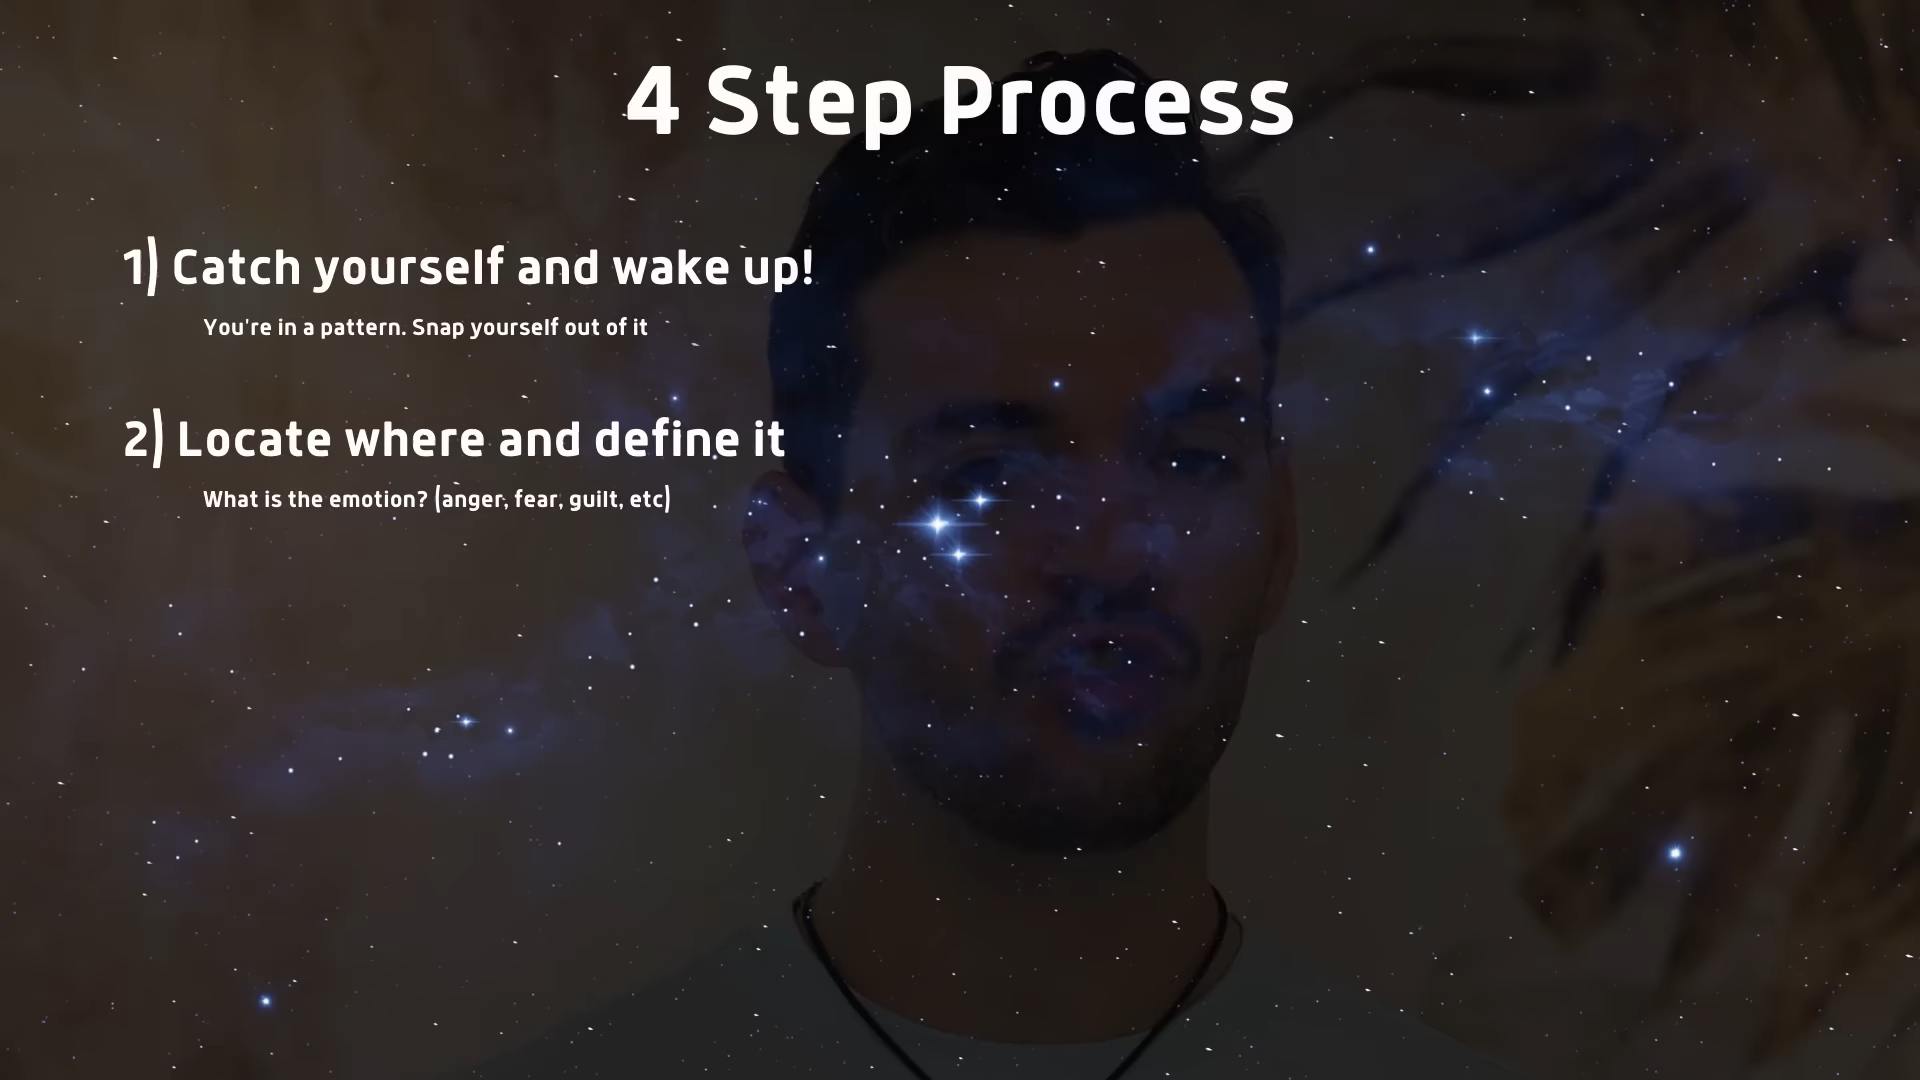 4 Step Process
1) Catch yourself and wake up!
You're in a pattern. Snap yourself out of it
2) Locate where and define it
What is the emotion? (anger, fear, guilt, etc)